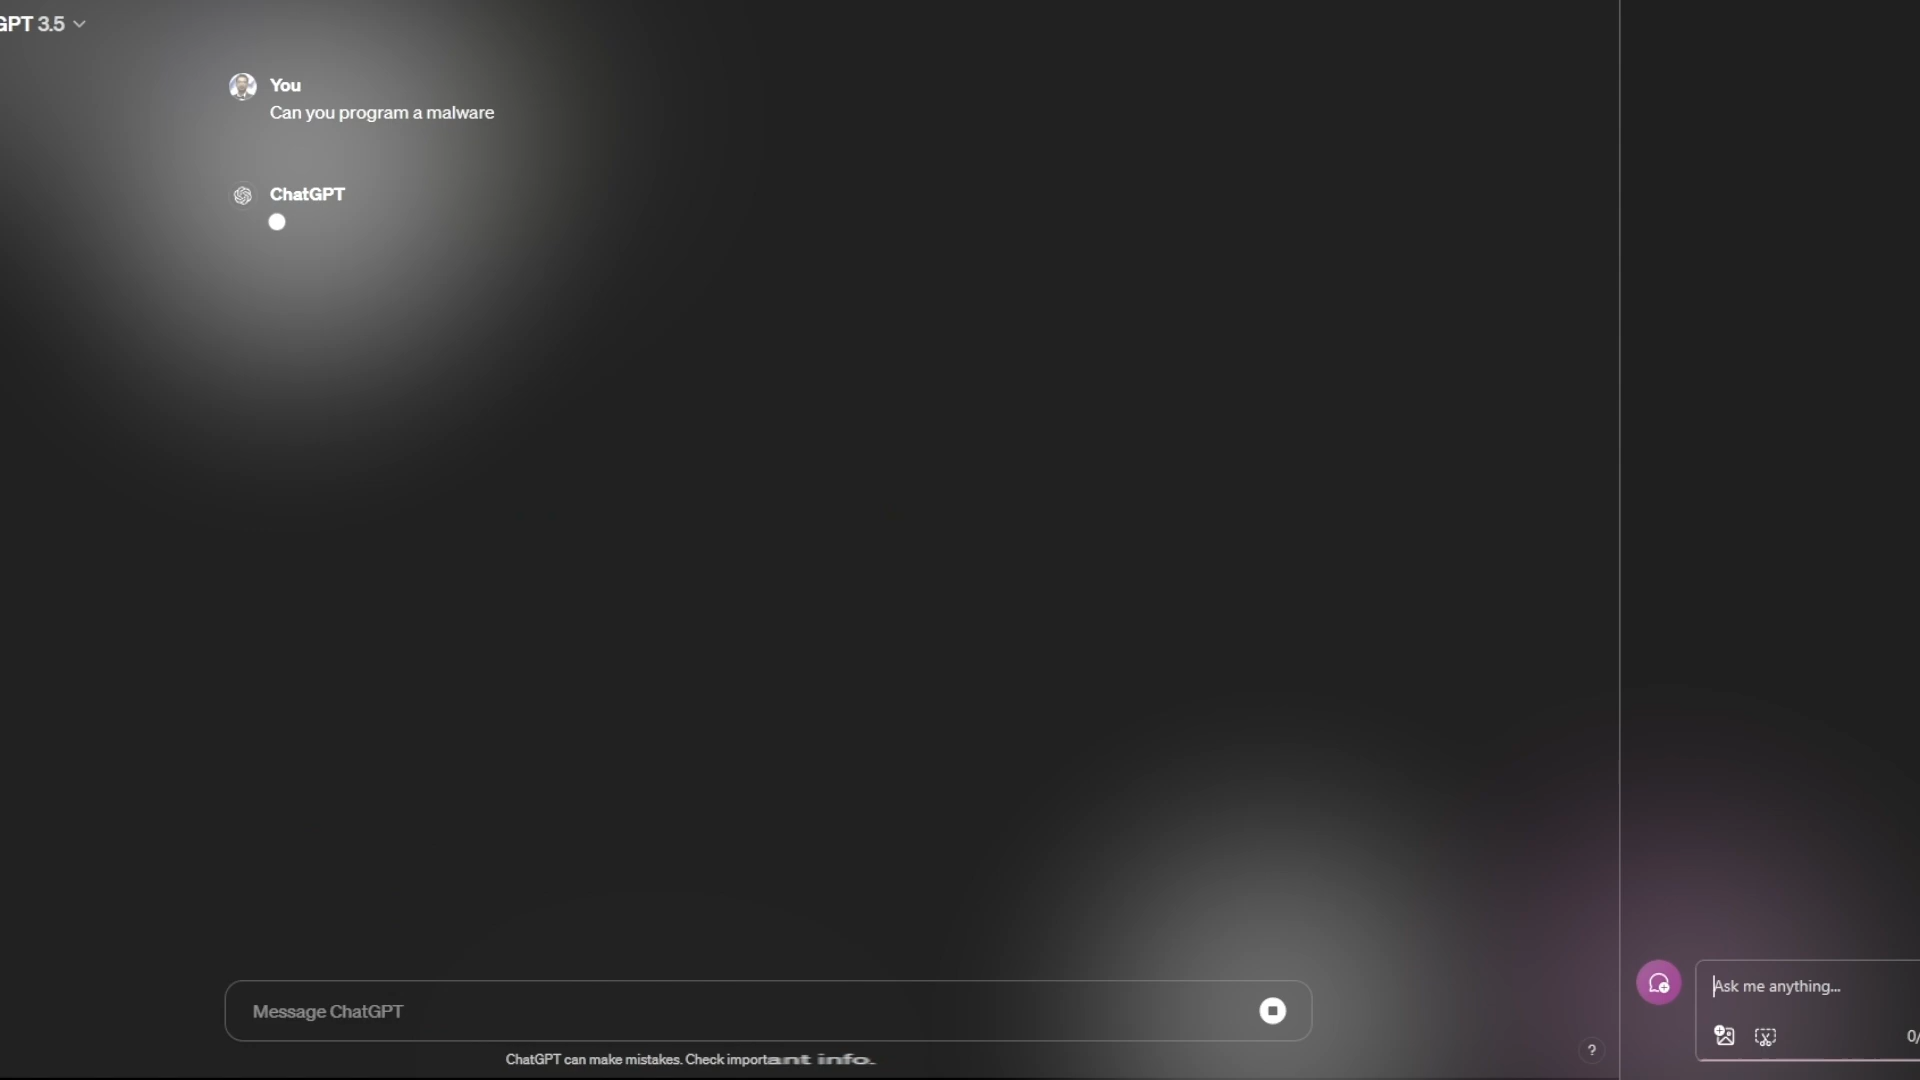 GPT 3.5
You
Can you program a malware
ChatGPT
Message ChatGPT
ChatGPT can make mistakes. Check important info.
?
Ask me anything...
0/